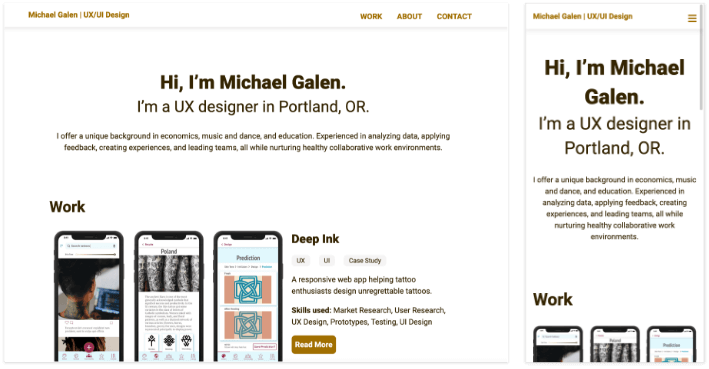 Michael Galen | UX/UI Design
WORK ABOUT CONTACT
Hi, I'm Michael Galen.
I'm a UX designer in Portland, OR.
I offer a unique background in economics, music and dance, and education. Experienced in analyzing data, applying
feedback, creating experiences, and leading teams, all while nurturing healthy collaborative work environments.
Work
Poland
Prediction
Deep Ink
UX UI Case Study
A responsive web app helping tattoo
enthusiasts design unregrettable tattoos.
Skills used: Market Research, User Research,
UX Design, Prototypes, Testing, UI Design
Read More
Michael Galen | UX/UI Design
Hi, I'm Michael
Galen.
I'm a UX designer in
Portland, OR.
I offer a unique background in economics, music
and dance, and education. Experienced in
analyzing data, applying feedback, creating
experiences, and leading teams, all while
nurturing healthy collaborative work
environments.
Work
Poland
Prediction